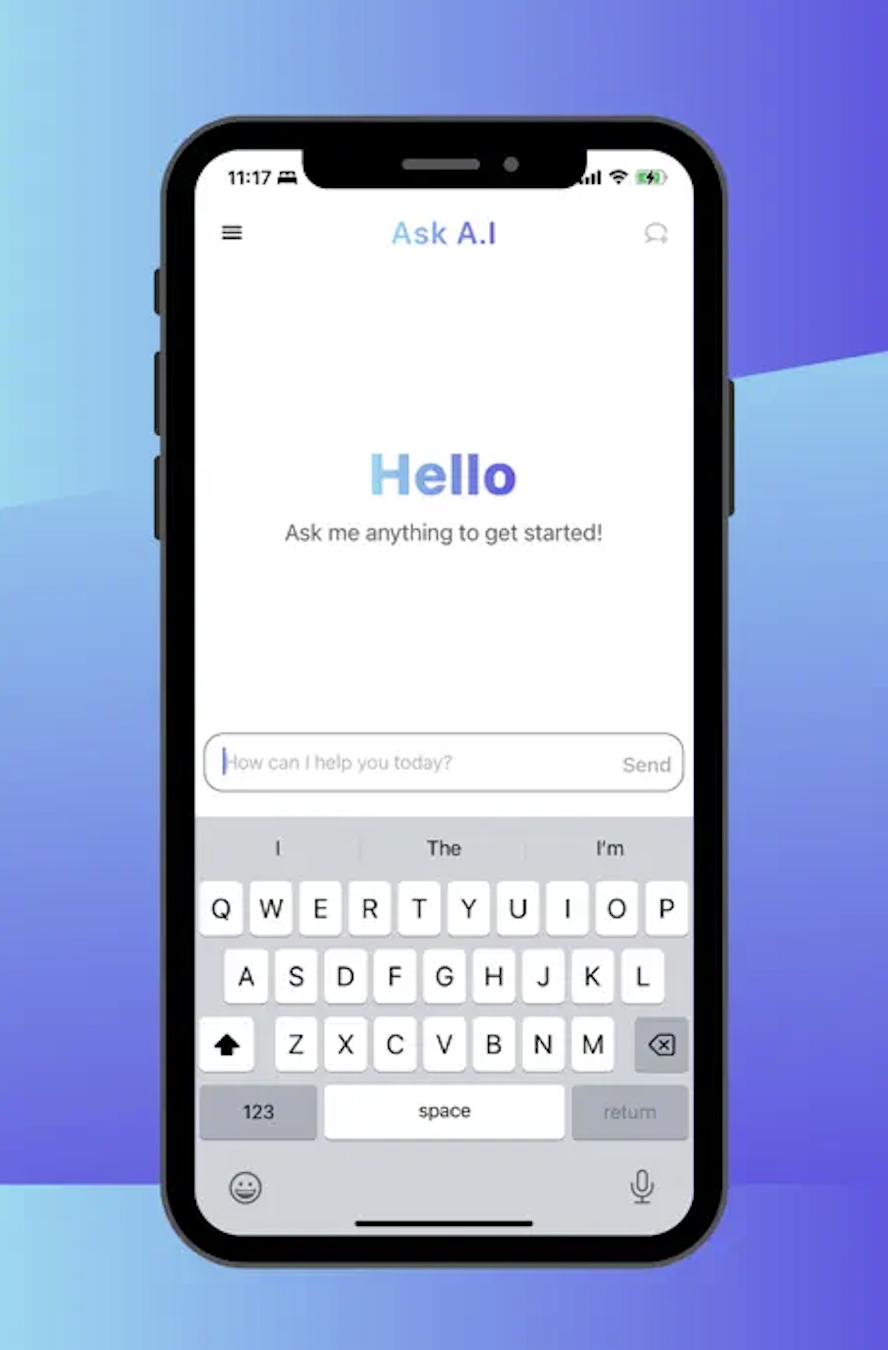 11:17
Ask A.I
Hello
Ask me anything to get started!
How can I help you today? Send
I The I'm
Q W E R T Y U I O P
A S D F G H J K L
Z X C V B N M
123 space return